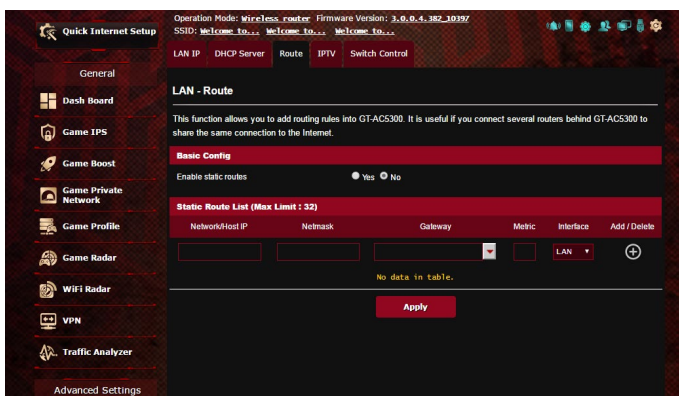 Quick Internet Setup
General
Dash Board
Game IPS
Game Boost
Game Private
Network
Game Profile
Game Radar
WiFi Radar
VPN
Traffic Analyzer
Advanced Settings
Operation Mode: Wireless router Firmware Version: 3.0.0.4.382_10397
SSID: Welcome to... Welcome to... Welcome to...
LAN IP DHCP Server Route IPTV Switch Control
LAN - Route
This function allows you to add routing rules into GT-AC5300. It is useful if you connect several routers behind GT-AC5300 to
share the same connection to the Internet.
Basic Config
Enable static routes Yes No
Static Route List (Max Limit : 32)
Network/Host IP Netmask Gateway Metric Interface Add / Delete
LAN
No data in table.
Apply